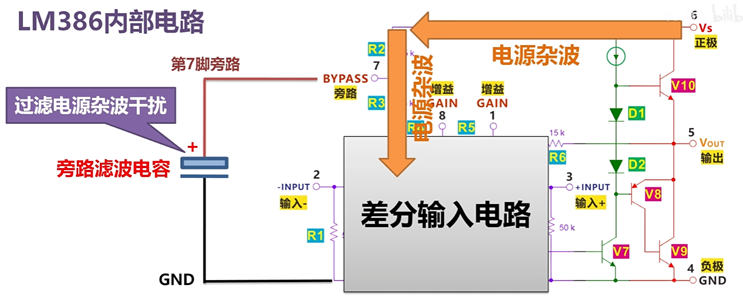 LM386内部电路
bilibili
6
Vs
正极
第7脚旁路
R2
电源杂波
7
BYPASS
旁路
V10
过滤电源杂波干扰
R3
电源杂波
增益
GAIN
8
增益
GAIN
1
D1
R5
15 k
R6
5
VOUT
输出
+
旁路滤波电容
2
-INPUT
输入-
差分输入电路
3
+INPUT
输入+
D2
V8
R1
50 k
V7
V9
负极
4
GND
GND